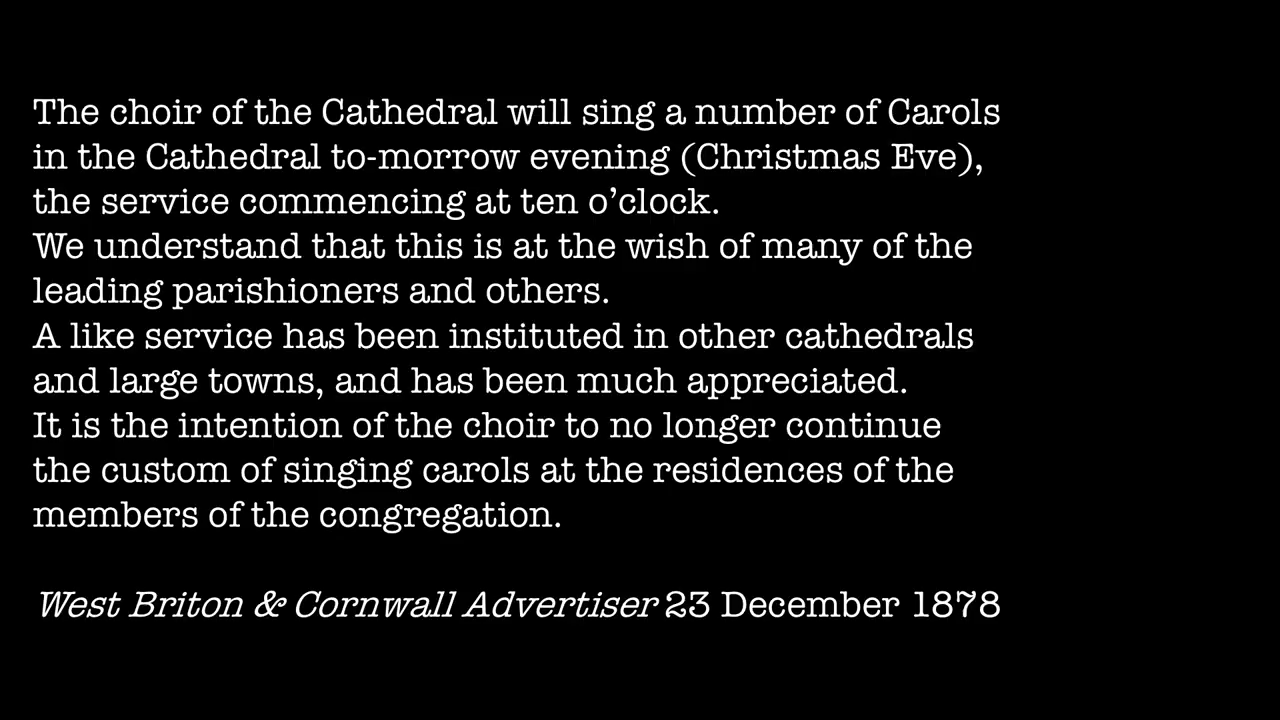 The choir of the Cathedral will sing a number of Carols
in the Cathedral to-morrow evening (Christmas Eve),
the service commencing at ten o’clock.
We understand that this is at the wish of many of the
leading parishioners and others.
A like service has been instituted in other cathedrals
and large towns, and has been much appreciated.
It is the intention of the choir to no longer continue
the custom of singing carols at the residences of the
members of the congregation.
West Briton & Cornwall Advertiser 23 December 1878